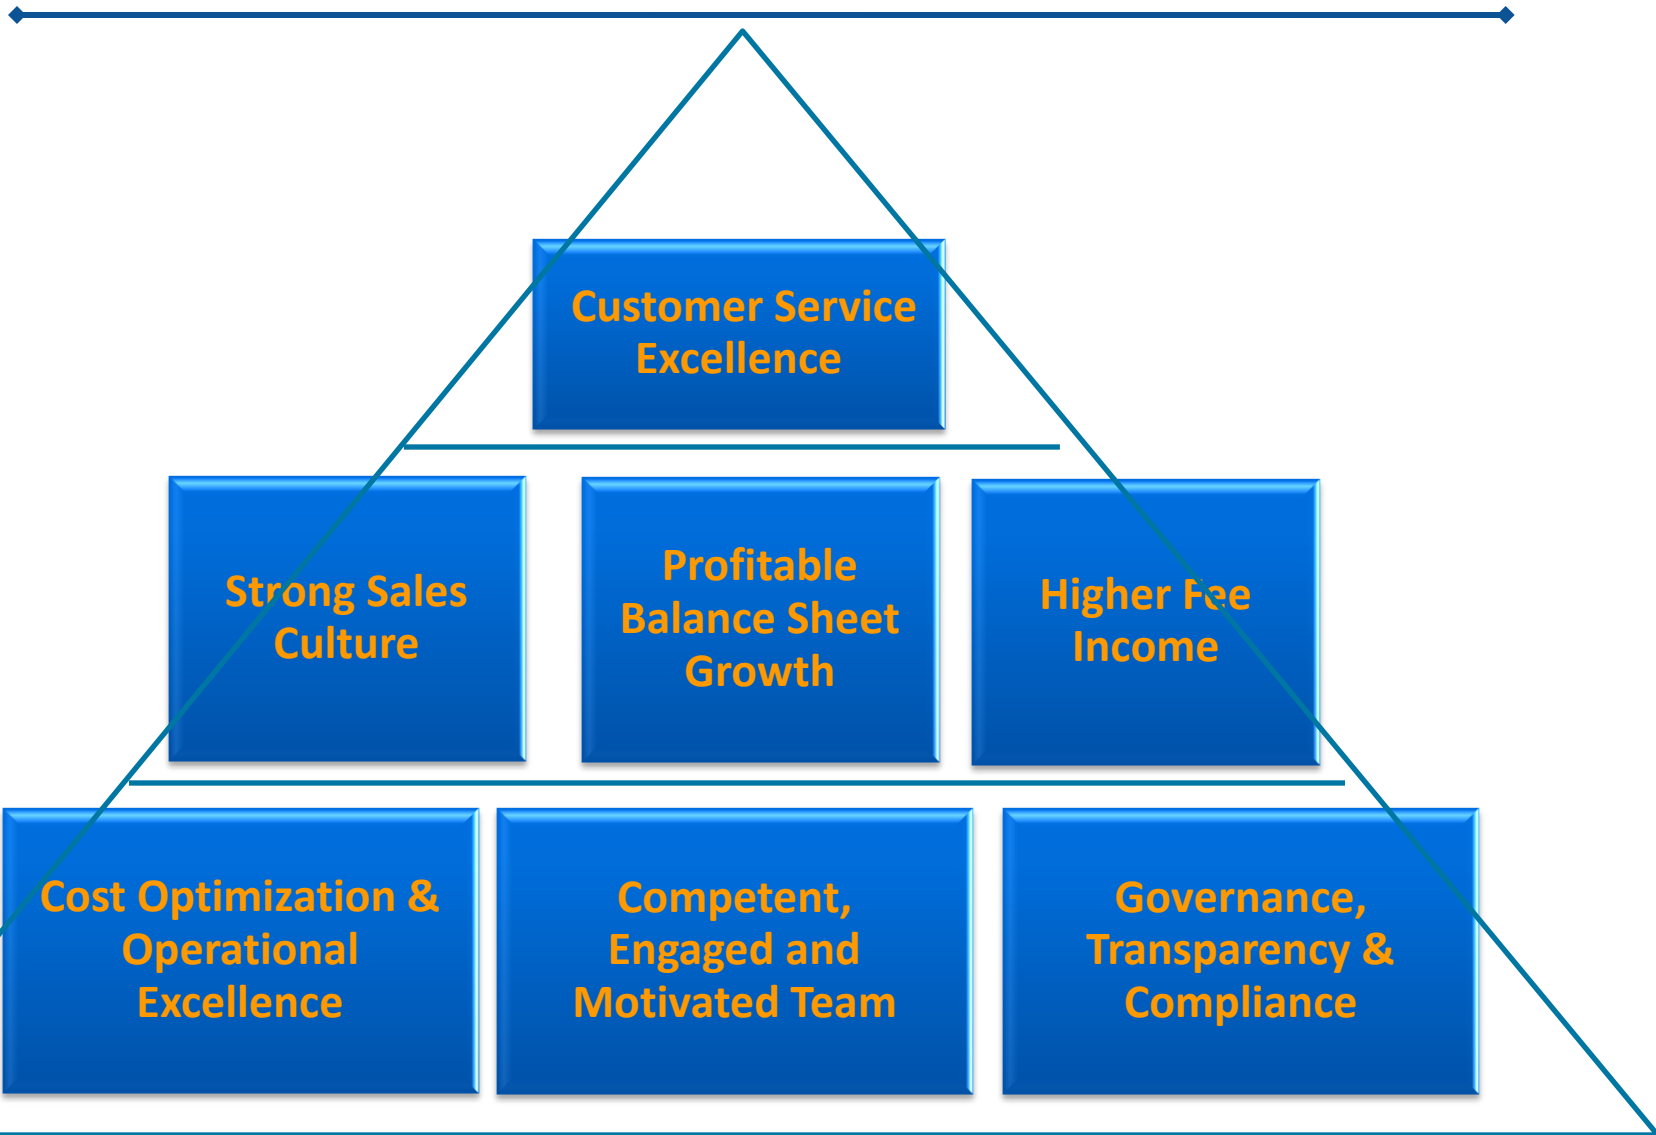 Customer Service
Excellence
Strong Sales
Culture
Profitable
Balance Sheet
Growth
Higher Fee
Income
Cost Optimization &
Operational
Excellence
Competent,
Engaged and
Motivated Team
Governance,
Transparency &
Compliance